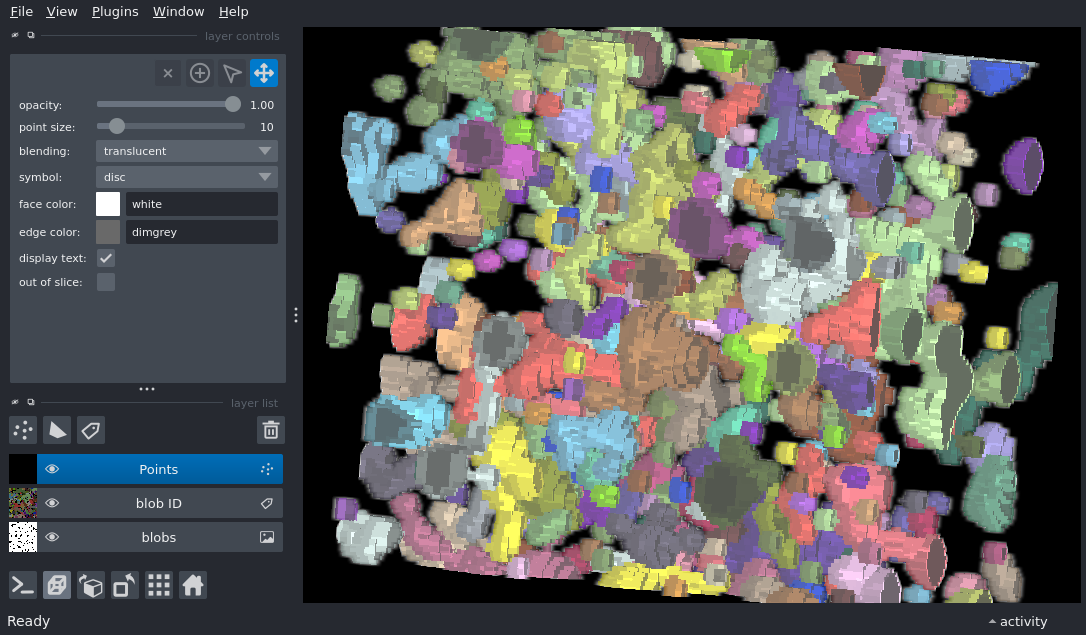 File View Plugins Window Help
layer controls
opacity: 1.00
point size: 10
blending: translucent
symbol: disc
face color: white
edge color: dimgrey
display text:
out of slice:
layer list
Points
blob ID
blobs
Ready
activity